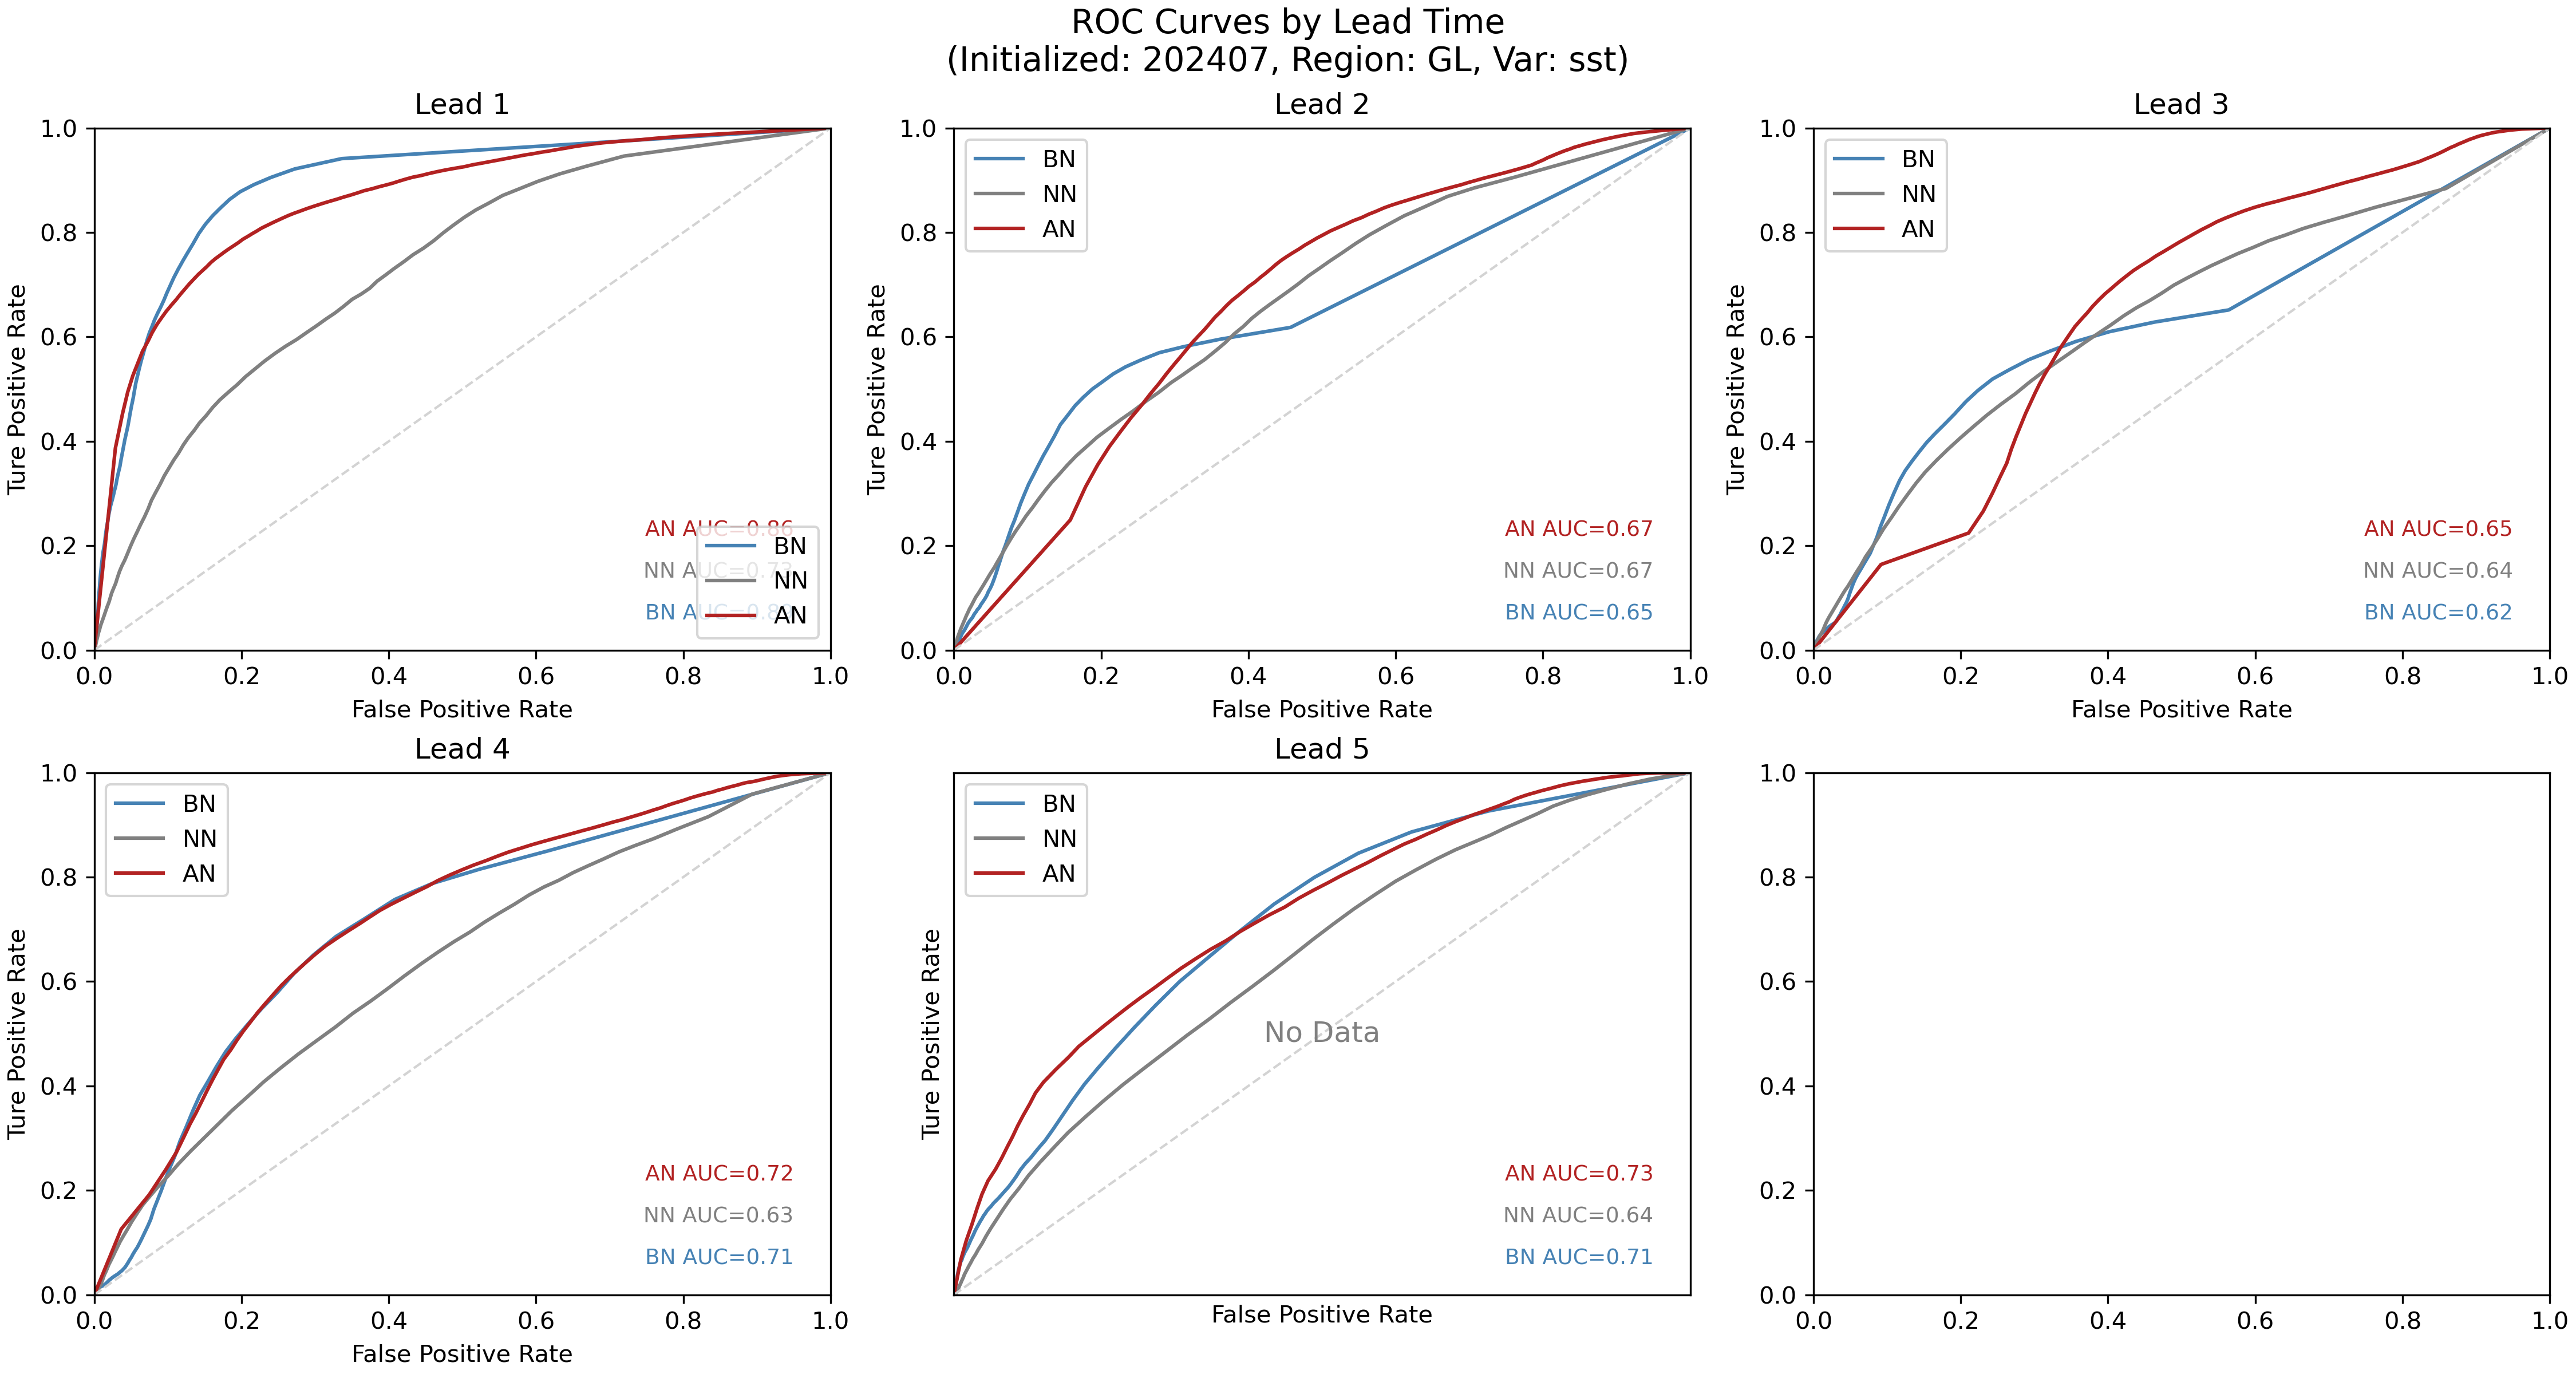 ROC Curves by Lead Time
(Initialized: 202407, Region: GL, Var: sst)
Lead 1
1.0
0.8
0.6
0.4
0.2
0.0
Ture Positive Rate
AN AUC=0.86
NN AUC=0.73
BN
BN
NN
AN
0.0 0.2 0.4 0.6 0.8 1.0
False Positive Rate
Lead 2
1.0
0.8
0.6
0.4
0.2
0.0
Ture Positive Rate
BN
NN
AN
AN AUC=0.67
NN AUC=0.67
BN AUC=0.65
0.0 0.2 0.4 0.6 0.8 1.0
False Positive Rate
Lead 3
1.0
0.8
0.6
0.4
0.2
0.0
Ture Positive Rate
BN
NN
AN
AN AUC=0.65
NN AUC=0.64
BN AUC=0.62
0.0 0.2 0.4 0.6 0.8 1.0
False Positive Rate
Lead 4
1.0
0.8
0.6
0.4
0.2
0.0
Ture Positive Rate
BN
NN
AN
AN AUC=0.72
NN AUC=0.63
BN AUC=0.71
0.0 0.2 0.4 0.6 0.8 1.0
False Positive Rate
Lead 5
Ture Positive Rate
BN
NN
AN
No Data
AN AUC=0.73
NN AUC=0.64
BN AUC=0.71
False Positive Rate
1.0
0.8
0.6
0.4
0.2
0.0
0.0 0.2 0.4 0.6 0.8 1.0